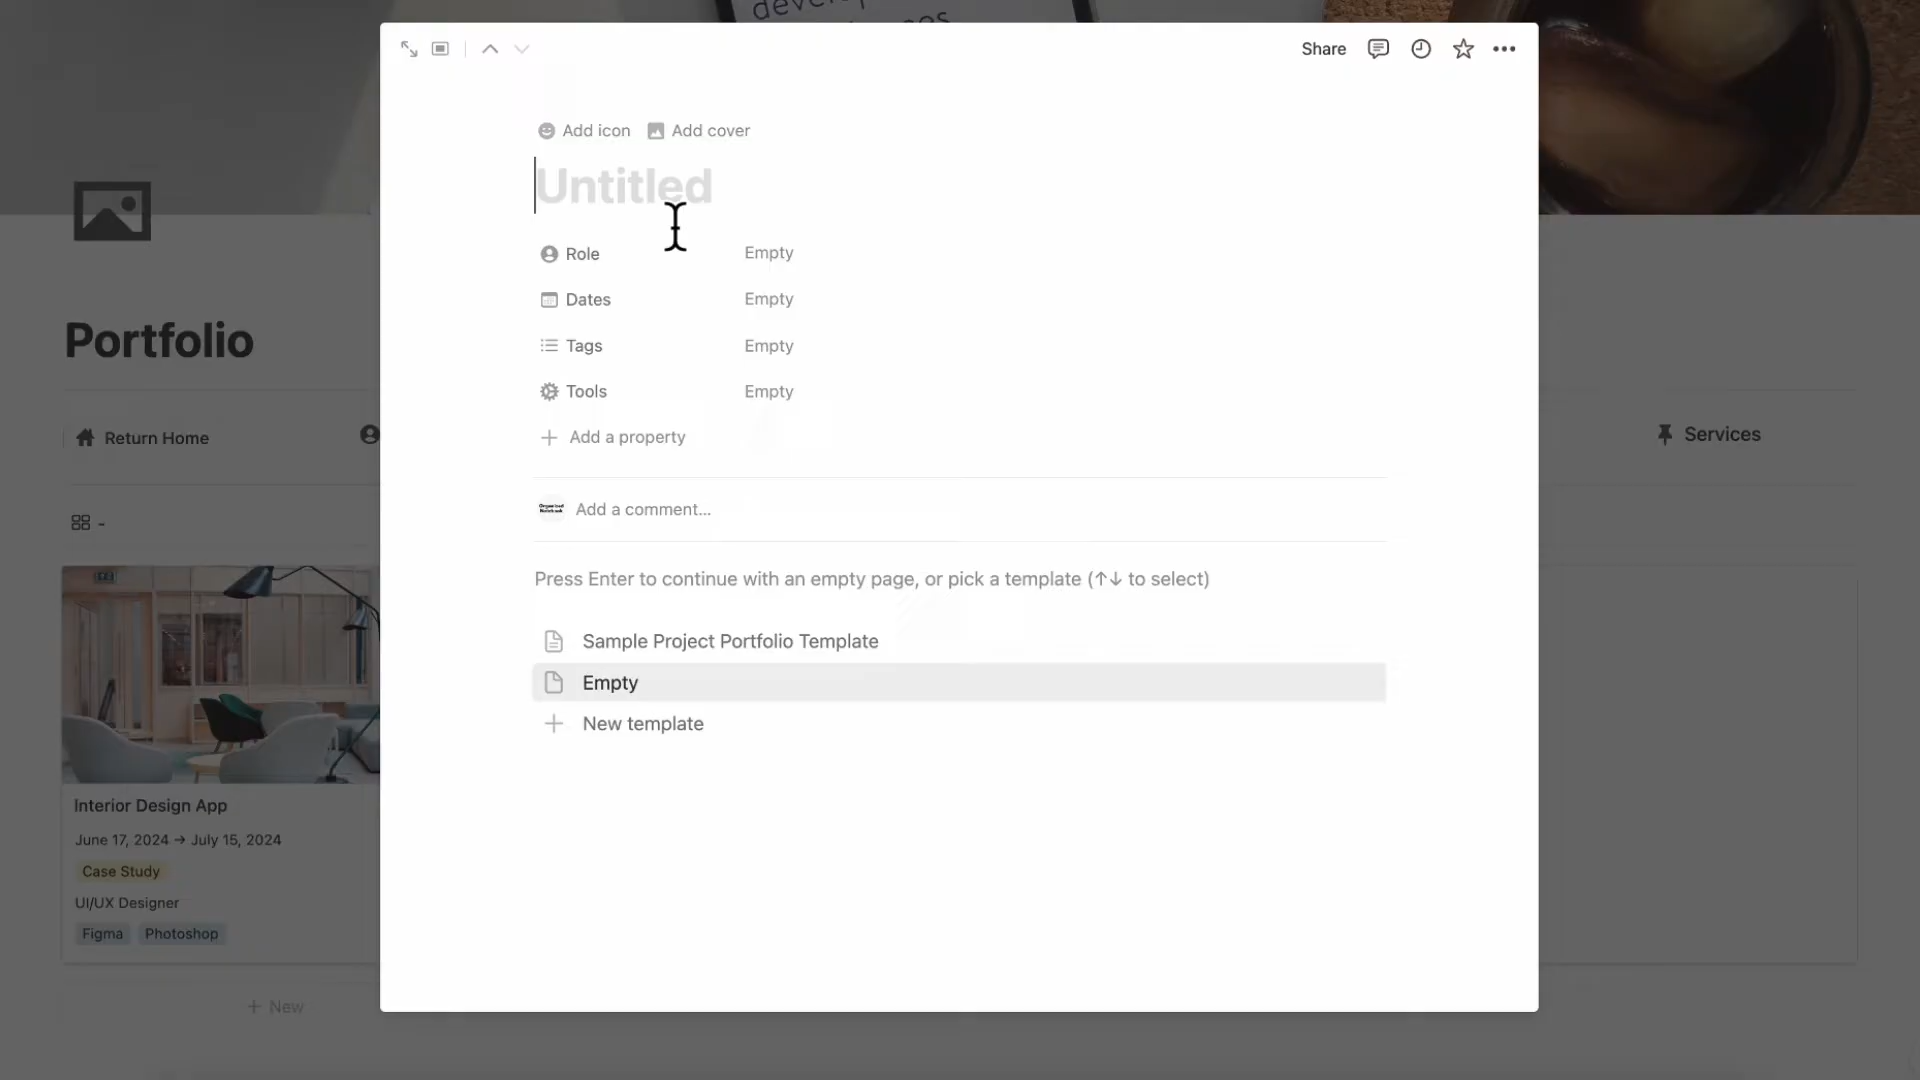 develop
Share
Add icon Add cover
Untitled
Role Empty
Dates Empty
Tags Empty
Tools Empty
Add a property
Add a comment...
Press Enter to continue with an empty page, or pick a template (↑↓ to select)
Sample Project Portfolio Template
Empty
New template
Portfolio
Return Home
Services
-
Interior Design App
June 17, 2024 → July 15, 2024
Case Study
UI/UX Designer
Figma Photoshop
+ New